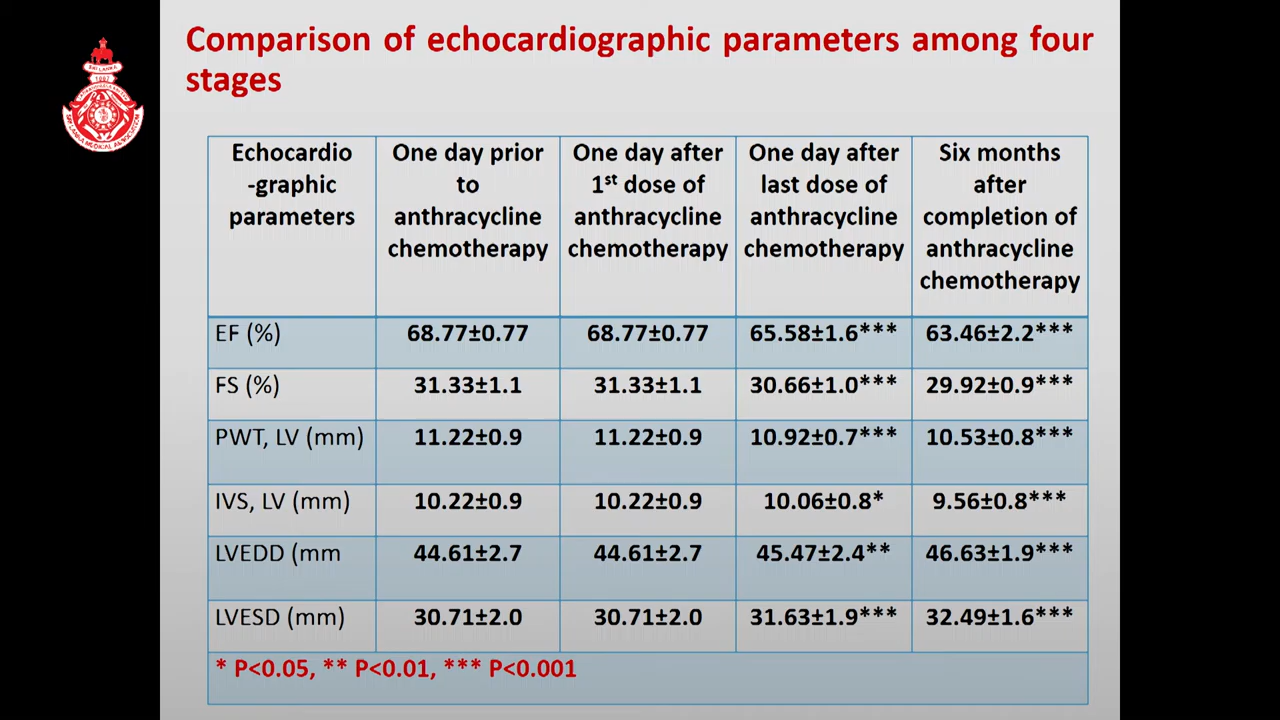 Comparison of echocardiographic parameters among four
stages
SRI LANKA
1887
SRI LANKA MEDICAL ASSOCIATION
Echocardio
-graphic
parameters
One day prior
to
anthracycline
chemotherapy
One day after
1st dose of
anthracycline
chemotherapy
One day after
last dose of
anthracycline
chemotherapy
Six months
after
completion of
anthracycline
chemotherapy
EF (%) 68.77±0.77 68.77±0.77 65.58±1.6*** 63.46±2.2***
FS (%) 31.33±1.1 31.33±1.1 30.66±1.0*** 29.92±0.9***
PWT, LV (mm) 11.22±0.9 11.22±0.9 10.92±0.7*** 10.53±0.8***
IVS, LV (mm) 10.22±0.9 10.22±0.9 10.06±0.8* 9.56±0.8***
LVEDD (mm 44.61±2.7 44.61±2.7 45.47±2.4** 46.63±1.9***
LVESD (mm) 30.71±2.0 30.71±2.0 31.63±1.9*** 32.49±1.6***
* P<0.05, ** P<0.01, *** P<0.001